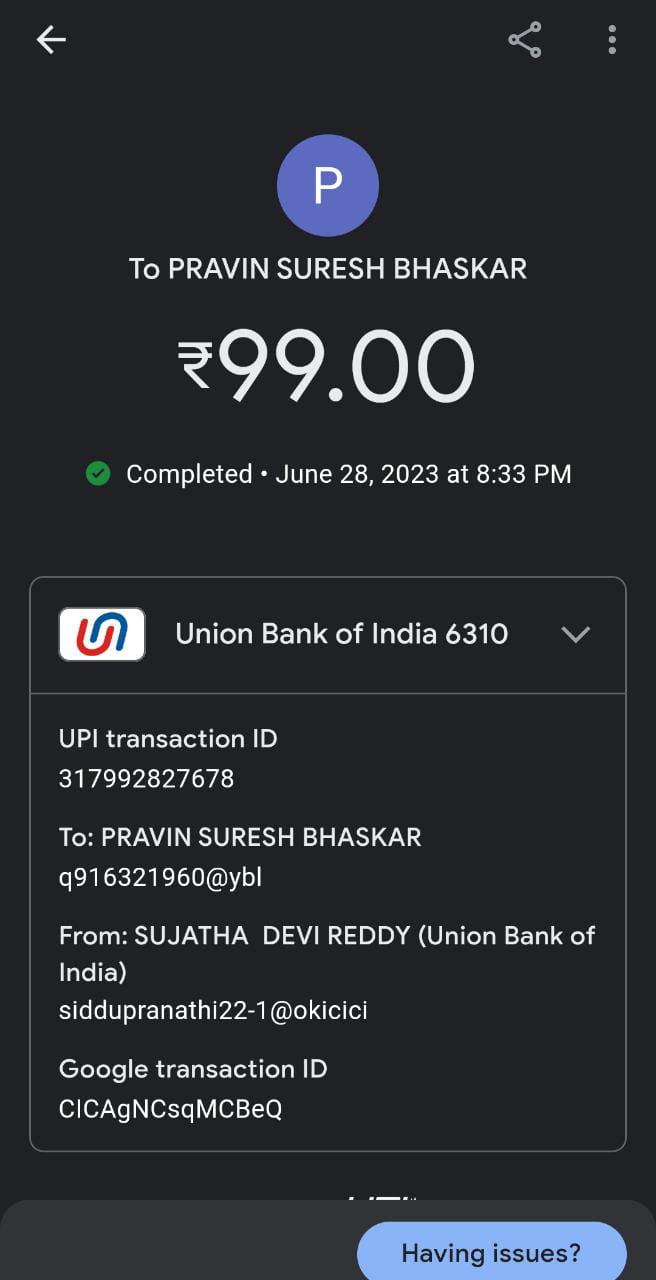 P
To PRAVIN SURESH BHASKAR
₹99.00
Completed • June 28, 2023 at 8:33 PM
Union Bank of India 6310
UPI transaction ID
317992827678
To: PRAVIN SURESH BHASKAR
q916321960@ybl
From: SUJATHA  DEVI REDDY (Union Bank of
India)
siddupranathi22-1@okicici
Google transaction ID
CICAgNCsqMCBeQ
Having issues?